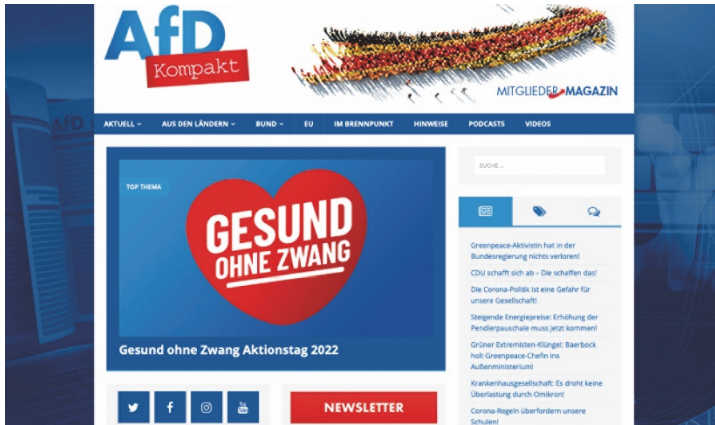 AfD
Kompakt
MITGLIEDER-MAGAZIN
AKTUELL
AUS DEN LÄNDERN
BUND
EU
IM BRENNPUNKT
HINWEISE
PODCASTS
VIDEOS
TOP THEMA
GESUND
OHNE ZWANG
Gesund ohne Zwang Aktionstag 2022
NEWSLETTER
SUCHE ...
Greenpeace-Aktivistin hat in der
Bundesregierung nichts verloren!
CDU schafft sich ab – Die schaffen das!
Die Corona-Politik ist eine Gefahr für
unsere Gesellschaft!
Steigende Energiepreise: Erhöhung der
Pendlerpauschale muss jetzt kommen!
Grüner Extremisten-Klüngel: Baerbock
holt Greenpeace-Chefin ins
Außenministerium!
Krankenhausgesellschaft: Es droht keine
Überlastung durch Omikron!
Corona-Regeln überfordern unsere
Schulen!
AfD